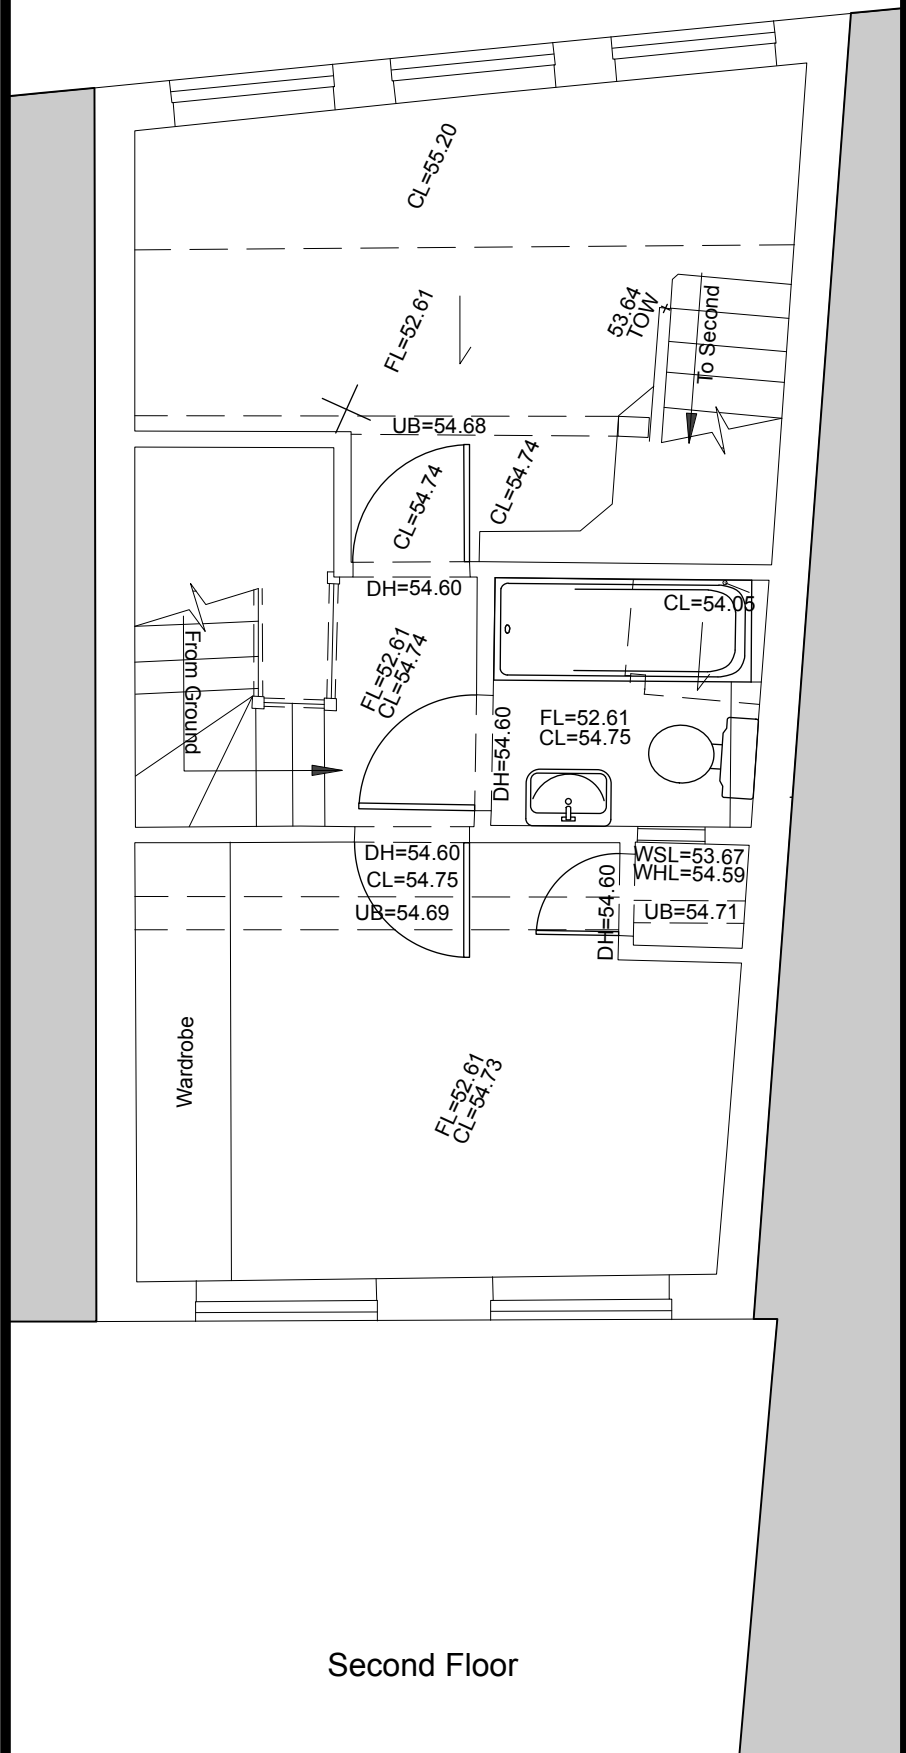 CL=55.20
FL=52.61
53.64
TOW
To Second
UB=54.68
CL=54.74
CL=54.74
DH=54.60
CL=54.05
From Ground
FL=52.61
CL=54.74
DH=54.60
FL=52.61
CL=54.75
DH=54.60
CL=54.75
UB=54.69
DH=54.60
WSL=53.67
WHL=54.59
UB=54.71
Wardrobe
FL=52.61
CL=54.73
Second Floor